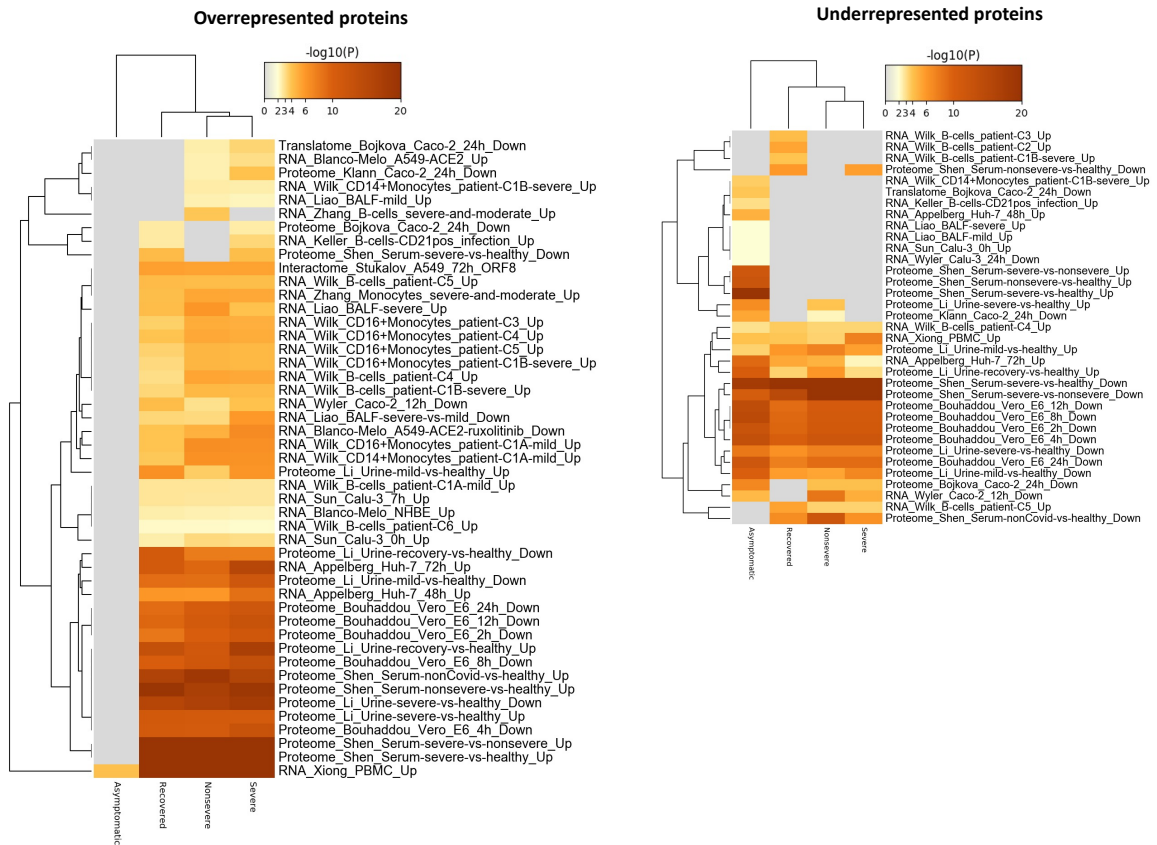 Overrepresented proteins
-log10(P)
0 2 3 4 6 10 20
Translatome_Bojkova_Caco-2_24h_Down
RNA_Blanco-Melo_A549-ACE2_Up
Proteome_Klann_Caco-2_24h_Down
RNA_Wilk_CD14+Monocytes_patient-C1B-severe_Up
RNA_Liao_BALF-mild_Up
RNA_Zhang_B-cells_severe-and-moderate_Up
Proteome_Bojkova_Caco-2_24h_Down
RNA_Keller_B-cells-CD21pos_infection_Up
Proteome_Shen_Serum-severe-vs-healthy_Down
Interactome_Stukalov_A549_72h_ORF8
RNA_Wilk_B-cells_patient-C5_Up
RNA_Zhang_Monocytes_severe-and-moderate_Up
RNA_Liao_BALF-severe_Up
RNA_Wilk_CD16+Monocytes_patient-C3_Up
RNA_Wilk_CD16+Monocytes_patient-C4_Up
RNA_Wilk_CD16+Monocytes_patient-C5_Up
RNA_Wilk_CD16+Monocytes_patient-C1B-severe_Up
RNA_Wilk_B-cells_patient-C4_Up
RNA_Wilk_B-cells_patient-C1B-severe_Up
RNA_Wyler_Caco-2_12h_Down
RNA_Liao_BALF-severe-vs-mild_Down
RNA_Blanco-Melo_A549-ACE2-ruxolitinib_Down
RNA_Wilk_CD16+Monocytes_patient-C1A-mild_Up
RNA_Wilk_CD14+Monocytes_patient-C1A-mild_Up
Proteome_Li_Urine-mild-vs-healthy_Up
RNA_Wilk_B-cells_patient-C1A-mild_Up
RNA_Sun_Calu-3_7h_Up
RNA_Blanco-Melo_NHBE_Up
RNA_Wilk_B-cells_patient-C6_Up
RNA_Sun_Calu-3_0h_Up
Proteome_Li_Urine-recovery-vs-healthy_Down
RNA_Appelberg_Huh-7_72h_Up
Proteome_Li_Urine-mild-vs-healthy_Down
RNA_Appelberg_Huh-7_48h_Up
Proteome_Bouhaddou_Vero_E6_24h_Down
Proteome_Bouhaddou_Vero_E6_12h_Down
Proteome_Bouhaddou_Vero_E6_2h_Down
Proteome_Li_Urine-recovery-vs-healthy_Up
Proteome_Bouhaddou_Vero_E6_8h_Down
Proteome_Shen_Serum-nonCovid-vs-healthy_Up
Proteome_Shen_Serum-nonsevere-vs-healthy_Up
Proteome_Li_Urine-severe-vs-healthy_Down
Proteome_Li_Urine-severe-vs-healthy_Up
Proteome_Bouhaddou_Vero_E6_4h_Down
Proteome_Shen_Serum-severe-vs-nonsevere_Up
Proteome_Shen_Serum-severe-vs-healthy_Up
RNA_Xiong_PBMC_Up
Asymptomatic
Recovered
Nonsevere
Severe
Underrepresented proteins
-log10(P)
0 2 3 4 6 10 20
RNA_Wilk_B-cells_patient-C3_Up
RNA_Wilk_B-cells_patient-C2_Up
RNA_Wilk_B-cells_patient-C1B-severe_Up
Proteome_Shen_Serum-nonsevere-vs-healthy_Down
RNA_Wilk_CD14+Monocytes_patient-C1B-severe_Up
Translatome_Bojkova_Caco-2_24h_Down
RNA_Keller_B-cells-CD21pos_infection_Up
RNA_Appelberg_Huh-7_48h_Up
RNA_Liao_BALF-severe_Up
RNA_Liao_BALF-mild_Up
RNA_Sun_Calu-3_0h_Up
RNA_Wyler_Calu-3_24h_Down
Proteome_Shen_Serum-severe-vs-nonsevere_Up
Proteome_Shen_Serum-nonsevere-vs-healthy_Up
Proteome_Shen_Serum-severe-vs-healthy_Up
Proteome_Li_Urine-severe-vs-healthy_Up
Proteome_Klann_Caco-2_24h_Down
RNA_Wilk_B-cells_patient-C4_Up
RNA_Xiong_PBMC_Up
Proteome_Li_Urine-mild-vs-healthy_Up
RNA_Appelberg_Huh-7_72h_Up
Proteome_Li_Urine-recovery-vs-healthy_Up
Proteome_Shen_Serum-severe-vs-healthy_Down
Proteome_Shen_Serum-severe-vs-nonsevere_Down
Proteome_Bouhaddou_Vero_E6_12h_Down
Proteome_Bouhaddou_Vero_E6_8h_Down
Proteome_Bouhaddou_Vero_E6_2h_Down
Proteome_Bouhaddou_Vero_E6_4h_Down
Proteome_Li_Urine-severe-vs-healthy_Down
Proteome_Bouhaddou_Vero_E6_24h_Down
Proteome_Li_Urine-mild-vs-healthy_Down
Proteome_Bojkova_Caco-2_24h_Down
RNA_Wyler_Caco-2_12h_Down
RNA_Wilk_B-cells_patient-C5_Up
Proteome_Shen_Serum-nonCovid-vs-healthy_Down
Asymptomatic
Recovered
Nonsevere
Severe